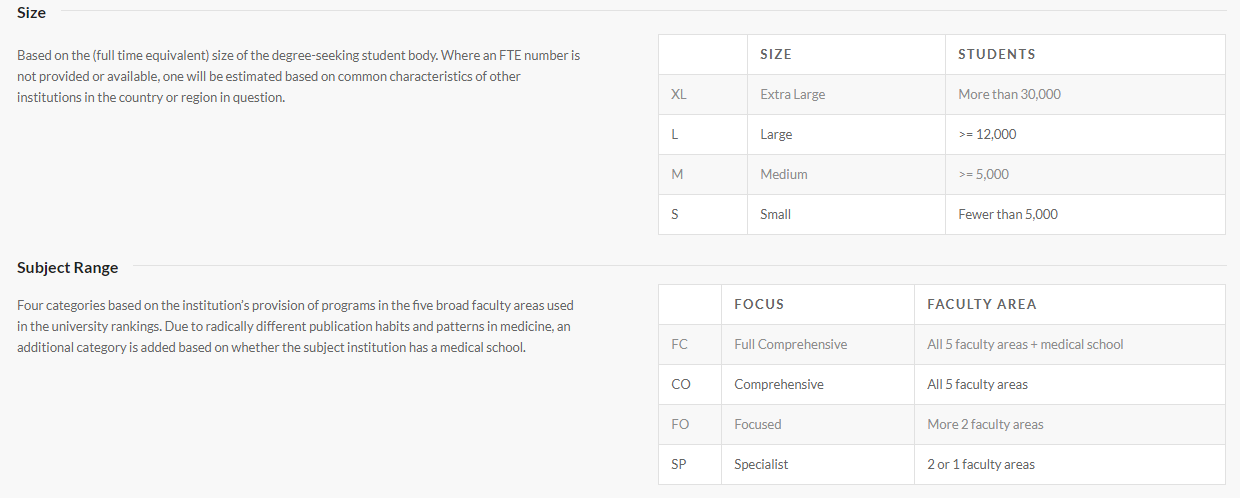 Size
Based on the (full time equivalent) size of the degree-seeking student body. Where an FTE number is
not provided or available, one will be estimated based on common characteristics of other
institutions in the country or region in question.
SIZE STUDENTS
XL Extra Large More than 30,000
L Large >= 12,000
M Medium >= 5,000
S Small Fewer than 5,000
Subject Range
Four categories based on the institution's provision of programs in the five broad faculty areas used
in the university rankings. Due to radically different publication habits and patterns in medicine, an
additional category is added based on whether the subject institution has a medical school.
FOCUS FACULTY AREA
FC Full Comprehensive All 5 faculty areas + medical school
CO Comprehensive All 5 faculty areas
FO Focused More 2 faculty areas
SP Specialist 2 or 1 faculty areas